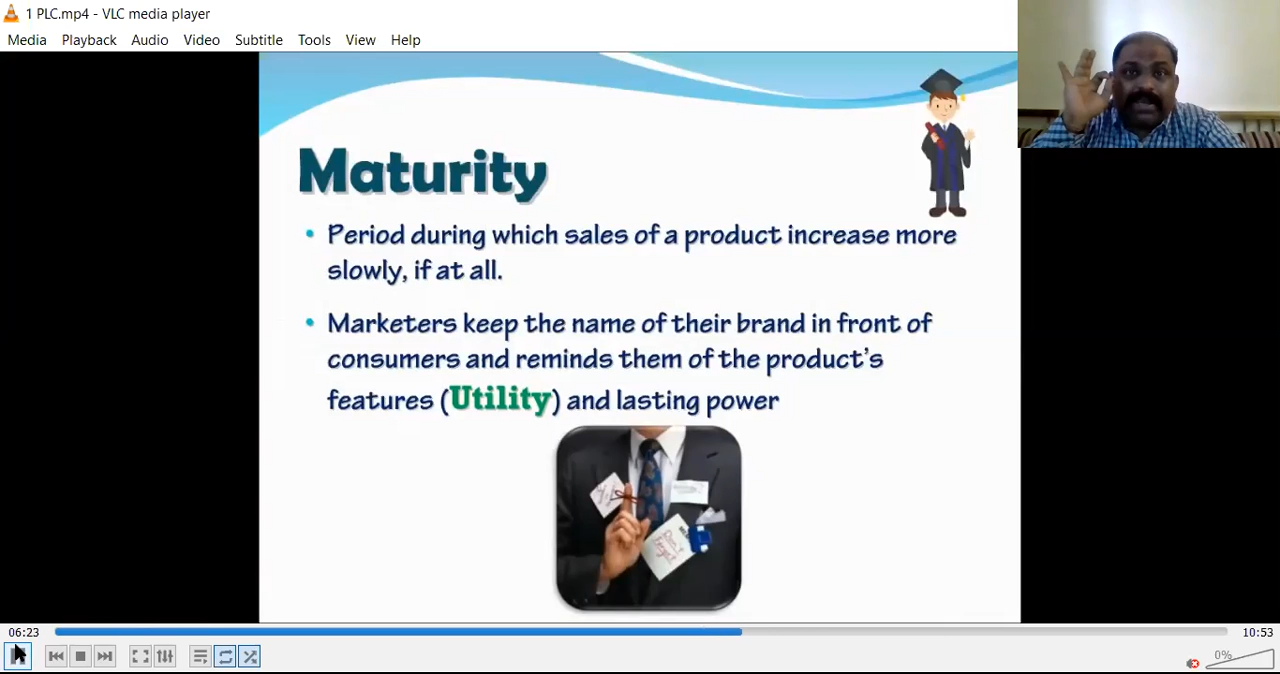 1 PLC.mp4 - VLC media player
Media Playback Audio Video Subtitle Tools View Help
Maturity
• Period during which sales of a product increase more
slowly, if at all.
• Marketers keep the name of their brand in front of
consumers and reminds them of the product's
features (Utility) and lasting power
Don't
Forget
06:23
10:53
0%